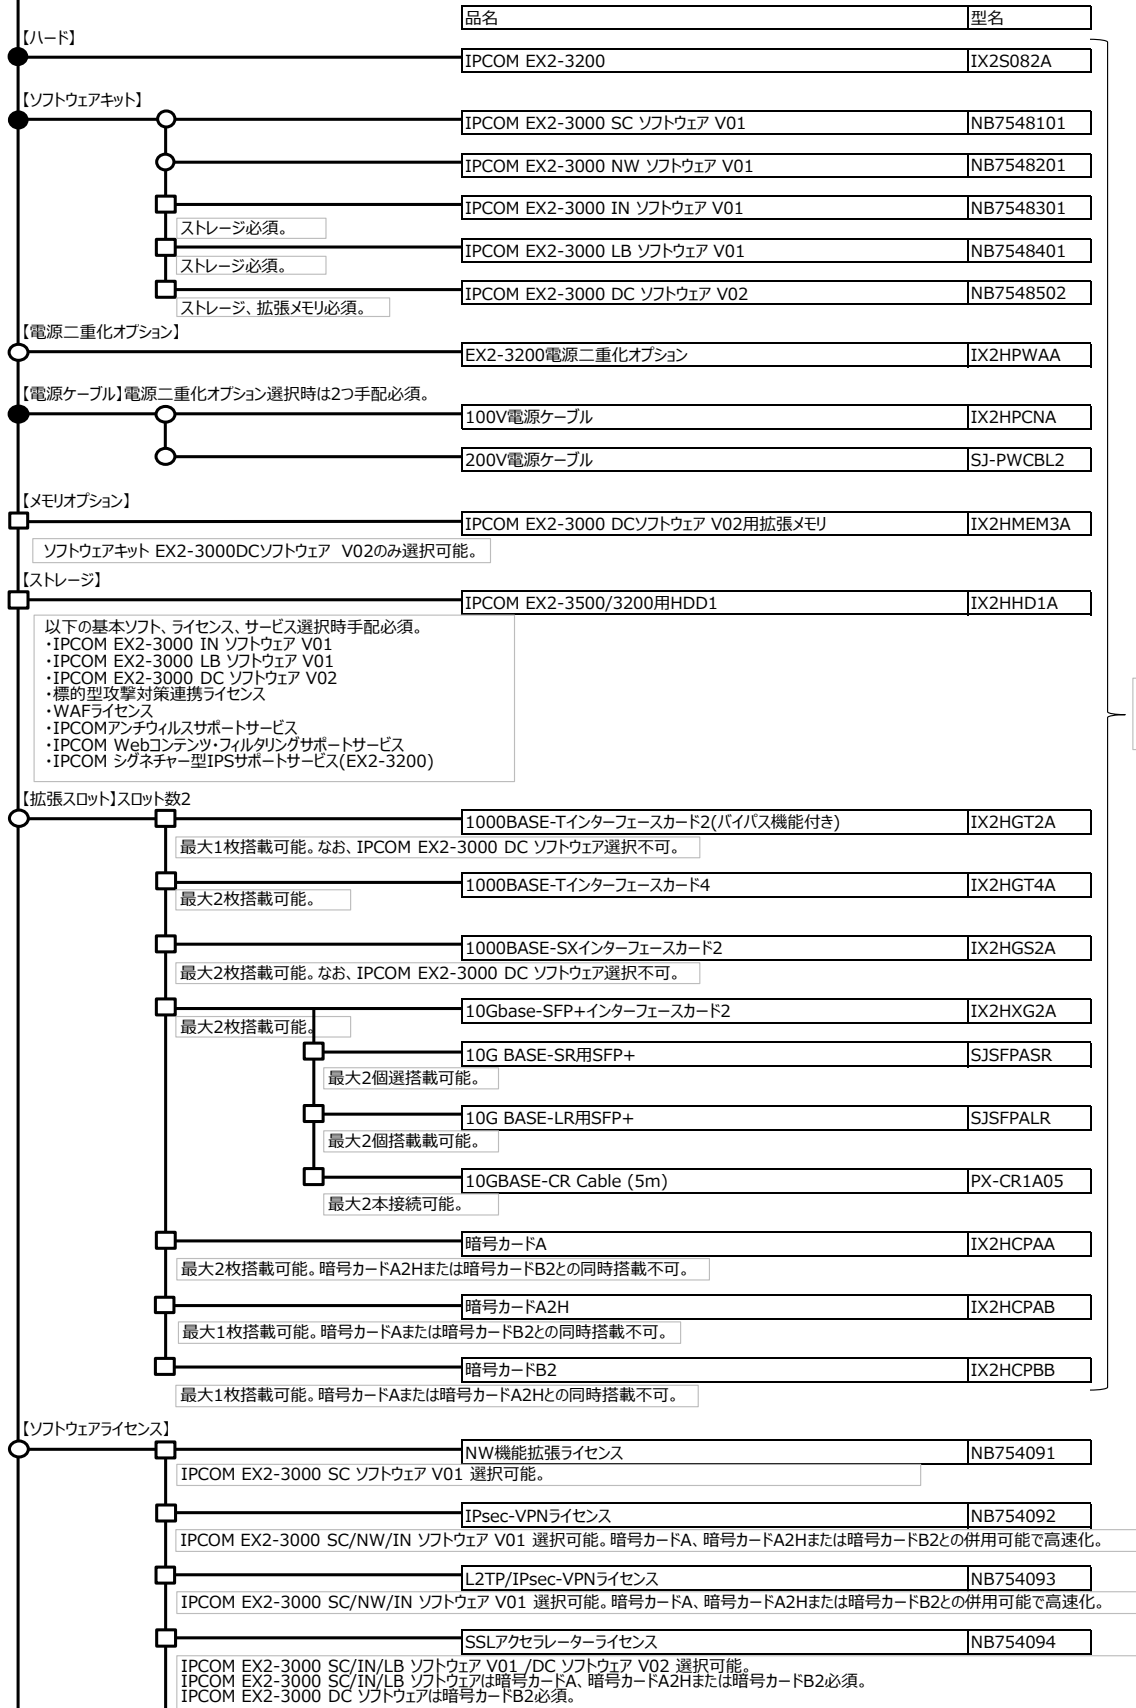 品名 型名
【ハード】
IPCOM EX2-3200 IX2S082A
【ソフトウェアキット】
IPCOM EX2-3000 SC ソフトウェア V01 NB7548101
IPCOM EX2-3000 NW ソフトウェア V01 NB7548201
IPCOM EX2-3000 IN ソフトウェア V01 NB7548301
ストレージ必須。
IPCOM EX2-3000 LB ソフトウェア V01 NB7548401
ストレージ必須。
IPCOM EX2-3000 DC ソフトウェア V02 NB7548502
ストレージ、拡張メモリ必須。
【電源二重化オプション】
EX2-3200電源二重化オプション IX2HPWAA
【電源ケーブル】電源二重化オプション選択時は2つ手配必須。
100V電源ケーブル IX2HPCNA
200V電源ケーブル SJ-PWCBL2
【メモリオプション】
IPCOM EX2-3000 DCソフトウェア V02用拡張メモリ IX2HMEM3A
ソフトウェアキット EX2-3000DCソフトウェア V02のみ選択可能。
【ストレージ】
IPCOM EX2-3500/3200用HDD1 IX2HHD1A
以下の基本ソフト、ライセンス、サービス選択時手配必須。
・IPCOM EX2-3000 IN ソフトウェア V01
・IPCOM EX2-3000 LB ソフトウェア V01
・IPCOM EX2-3000 DC ソフトウェア V02
・標的型攻撃対策連携ライセンス
・WAFライセンス
・IPCOMアンチウィルスサポートサービス
・IPCOM Webコンテンツ・フィルタリングサポートサービス
・IPCOM シグネチャー型IPSサポートサービス(EX2-3200)
【拡張スロット】スロット数2
1000BASE-Tインターフェースカード2(バイパス機能付き) IX2HGT2A
最大1枚搭載可能。なお、IPCOM EX2-3000 DC ソフトウェア選択不可。
1000BASE-Tインターフェースカード4 IX2HGT4A
最大2枚搭載可能。
1000BASE-SXインターフェースカード2 IX2HGS2A
最大2枚搭載可能。なお、IPCOM EX2-3000 DC ソフトウェア選択不可。
10Gbase-SFP+インターフェースカード2 IX2HXG2A
最大2枚搭載可能。
10G BASE-SR用SFP+ SJSFPASR
最大2個選搭載可能。
10G BASE-LR用SFP+ SJSFPALR
最大2個搭載載可能。
10GBASE-CR Cable (5m) PX-CR1A05
最大2本接続可能。
暗号カードA IX2HCPAA
最大2枚搭載可能。暗号カードA2Hまたは暗号カードB2との同時搭載不可。
暗号カードA2H IX2HCPAB
最大1枚搭載可能。暗号カードAまたは暗号カードB2との同時搭載不可。
暗号カードB2 IX2HCPBB
最大1枚搭載可能。暗号カードAまたは暗号カードA2Hとの同時搭載不可。
【ソフトウェアライセンス】
NW機能拡張ライセンス NB754091
IPCOM EX2-3000 SC ソフトウェア V01 選択可能。
IPsec-VPNライセンス NB754092
IPCOM EX2-3000 SC/NW/IN ソフトウェア V01 選択可能。暗号カードA、暗号カードA2Hまたは暗号カードB2との併用可能で高速化。
L2TP/IPsec-VPNライセンス NB754093
IPCOM EX2-3000 SC/NW/IN ソフトウェア V01 選択可能。暗号カードA、暗号カードA2Hまたは暗号カードB2との併用可能で高速化。
SSLアクセラレーターライセンス NB754094
IPCOM EX2-3000 SC/IN/LB ソフトウェア V01 /DC ソフトウェア V02 選択可能。
IPCOM EX2-3000 SC/IN/LB ソフトウェアは暗号カードA、暗号カードA2Hまたは暗号カードB2必須。
IPCOM EX2-3000 DC ソフトウェアは暗号カードB2必須。